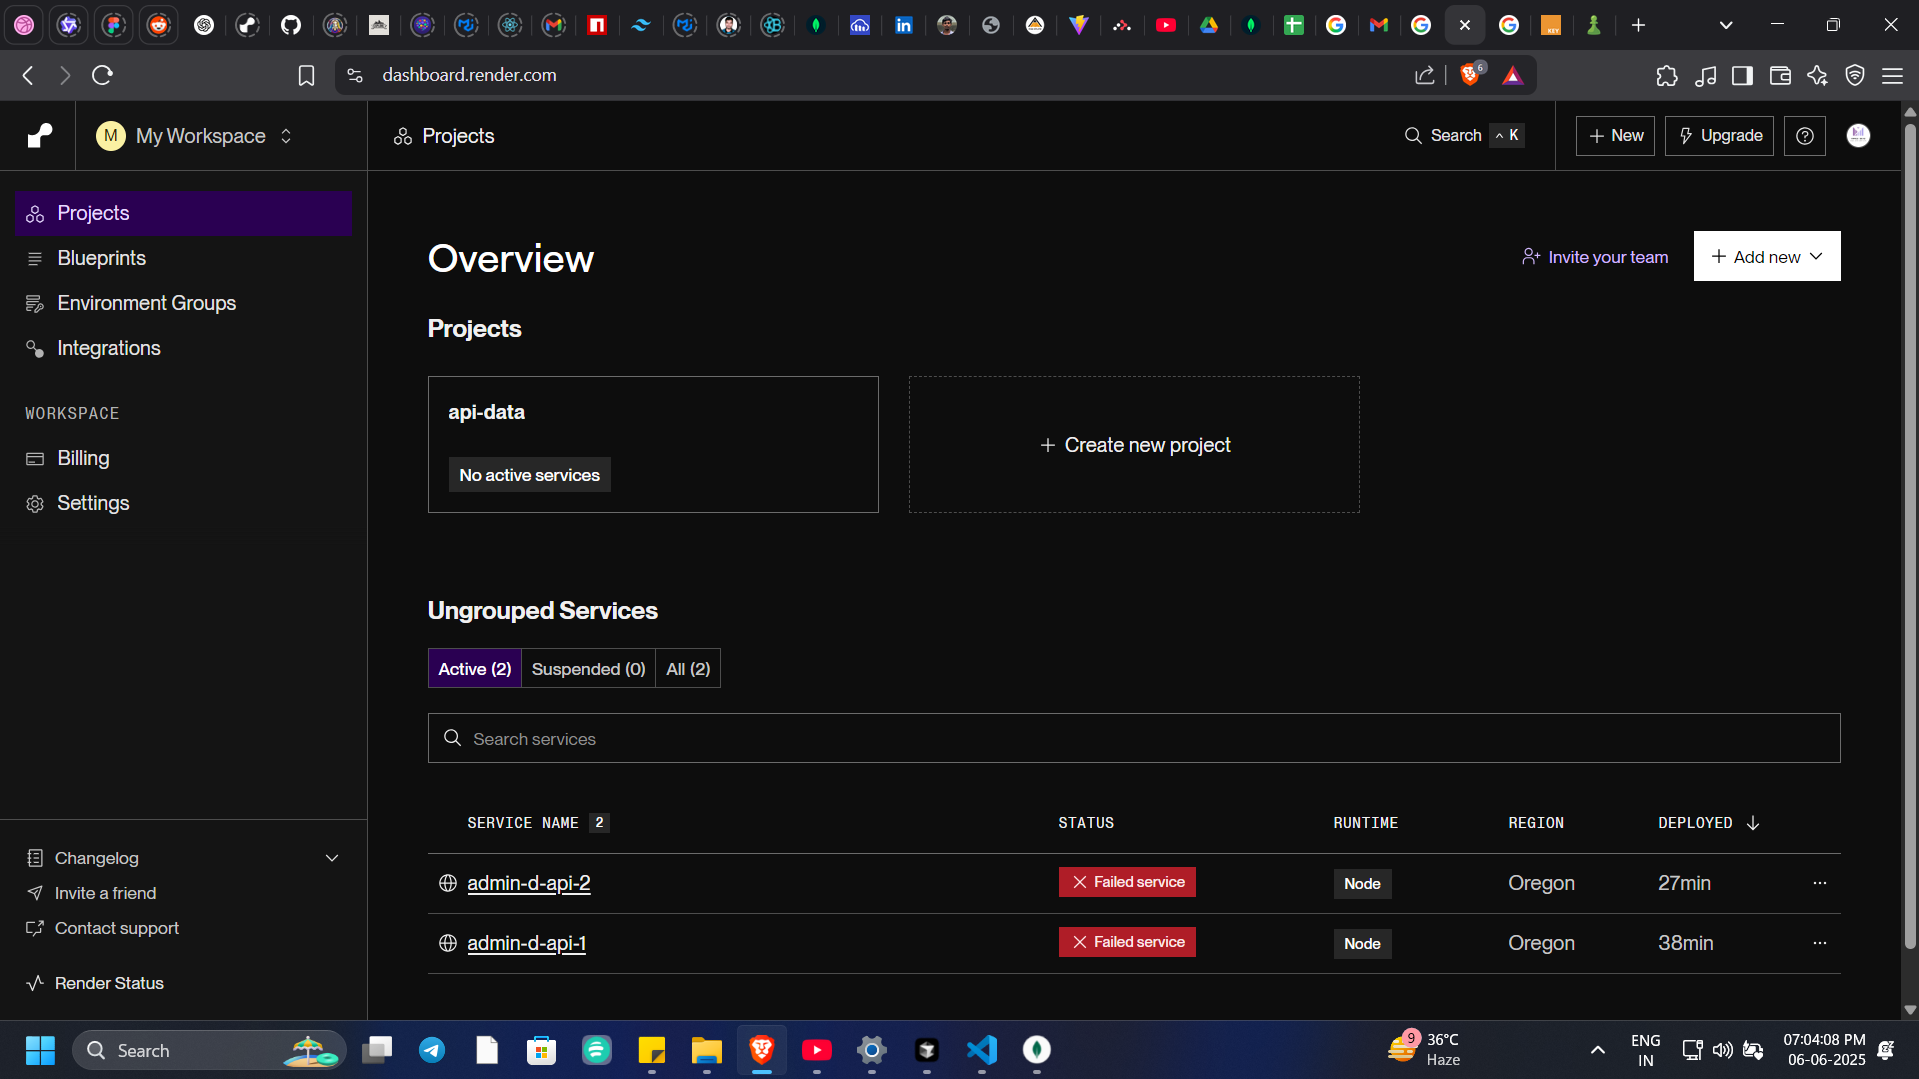 dashboard.render.com
6
M My Workspace
Projects
Search ^ K
+ New
Upgrade
Projects
Blueprints
Environment Groups
Integrations
WORKSPACE
Billing
Settings
Overview
Invite your team
+ Add new
Projects
api-data
No active services
+ Create new project
Ungrouped Services
Active (2) Suspended (0) All (2)
Search services
SERVICE NAME 2 STATUS RUNTIME REGION DEPLOYED
admin-d-api-2 Failed service Node Oregon 27min ...
admin-d-api-1 Failed service Node Oregon 38min ...
Changelog
Invite a friend
Contact support
Render Status
Search
9
36°C
Haze
ENG
IN
07:04:08 PM
06-06-2025